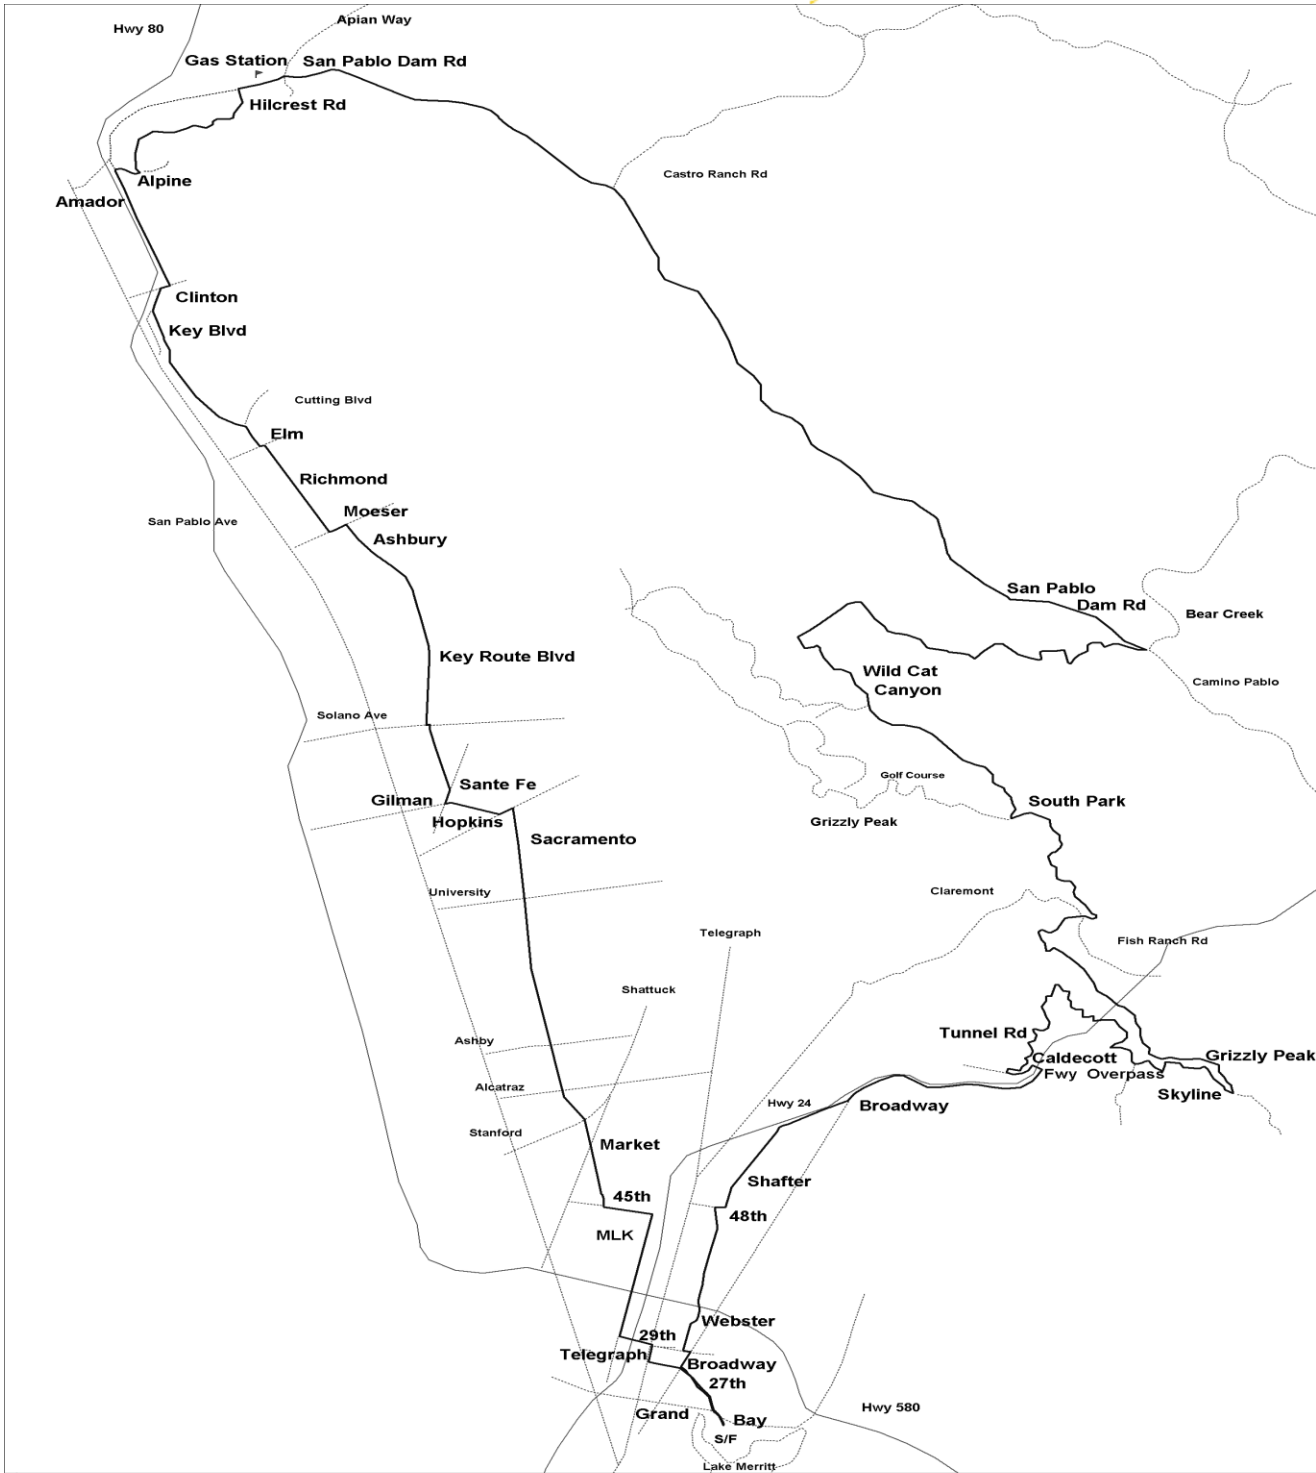 Apian Way
Hwy 80
Gas Station
San Pablo Dam Rd
Hilcrest Rd
Castro Ranch Rd
Alpine
Amador
Clinton
Key Blvd
Cutting Blvd
Elm
Richmond
Moeser
San Pablo Ave
Ashbury
San Pablo
Dam Rd
Bear Creek
Key Route Blvd
Wild Cat
Canyon
Camino Pablo
Solano Ave
Golf Course
Sante Fe
Gilman
South Park
Hopkins
Grizzly Peak
Sacramento
University
Claremont
Telegraph
Fish Ranch Rd
Shattuck
Tunnel Rd
Ashby
Caldecott
Fwy Overpass
Grizzly Peak
Alcatraz
Skyline
Hwy 24
Broadway
Stanford
Market
Shafter
45th
48th
MLK
Webster
29th
Telegraph
Broadway
27th
Hwy 580
Grand
Bay
S/F
Lake Merritt